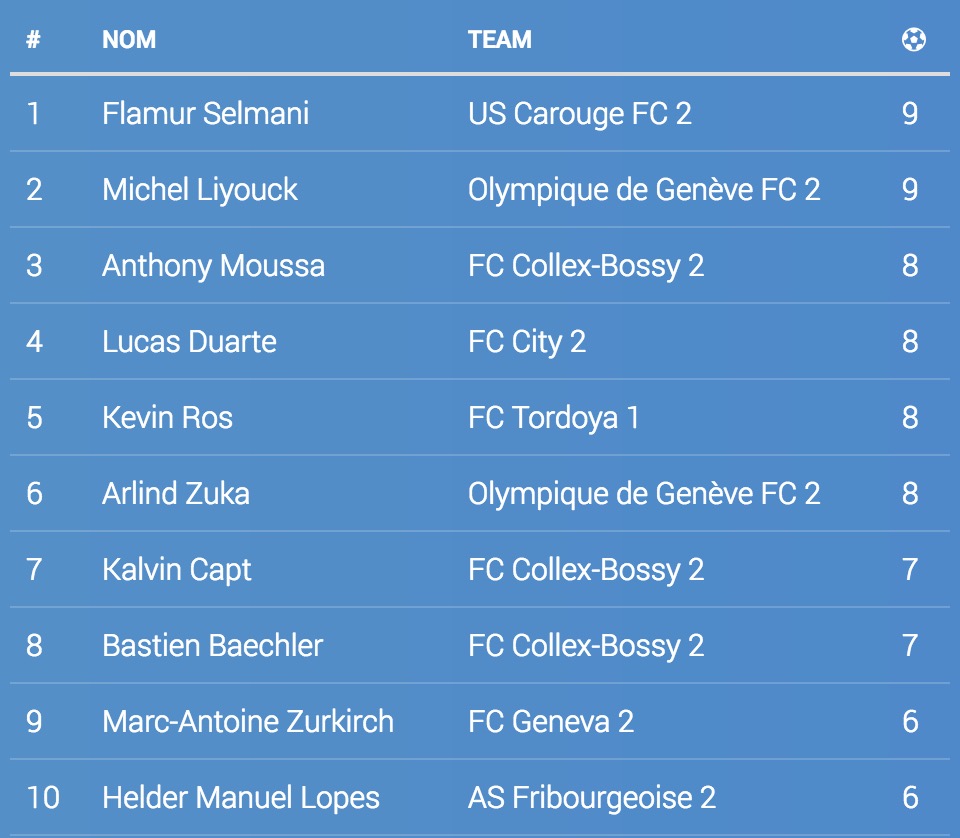 # NOM TEAM
1 Flamur Selmani US Carouge FC 2 9
2 Michel Liyouck Olympique de Genève FC 2 9
3 Anthony Moussa FC Collex-Bossy 2 8
4 Lucas Duarte FC City 2 8
5 Kevin Ros FC Tordoya 1 8
6 Arlind Zuka Olympique de Genève FC 2 8
7 Kalvin Capt FC Collex-Bossy 2 7
8 Bastien Baechler FC Collex-Bossy 2 7
9 Marc-Antoine Zurkirch FC Geneva 2 6
10 Helder Manuel Lopes AS Fribourgeoise 2 6